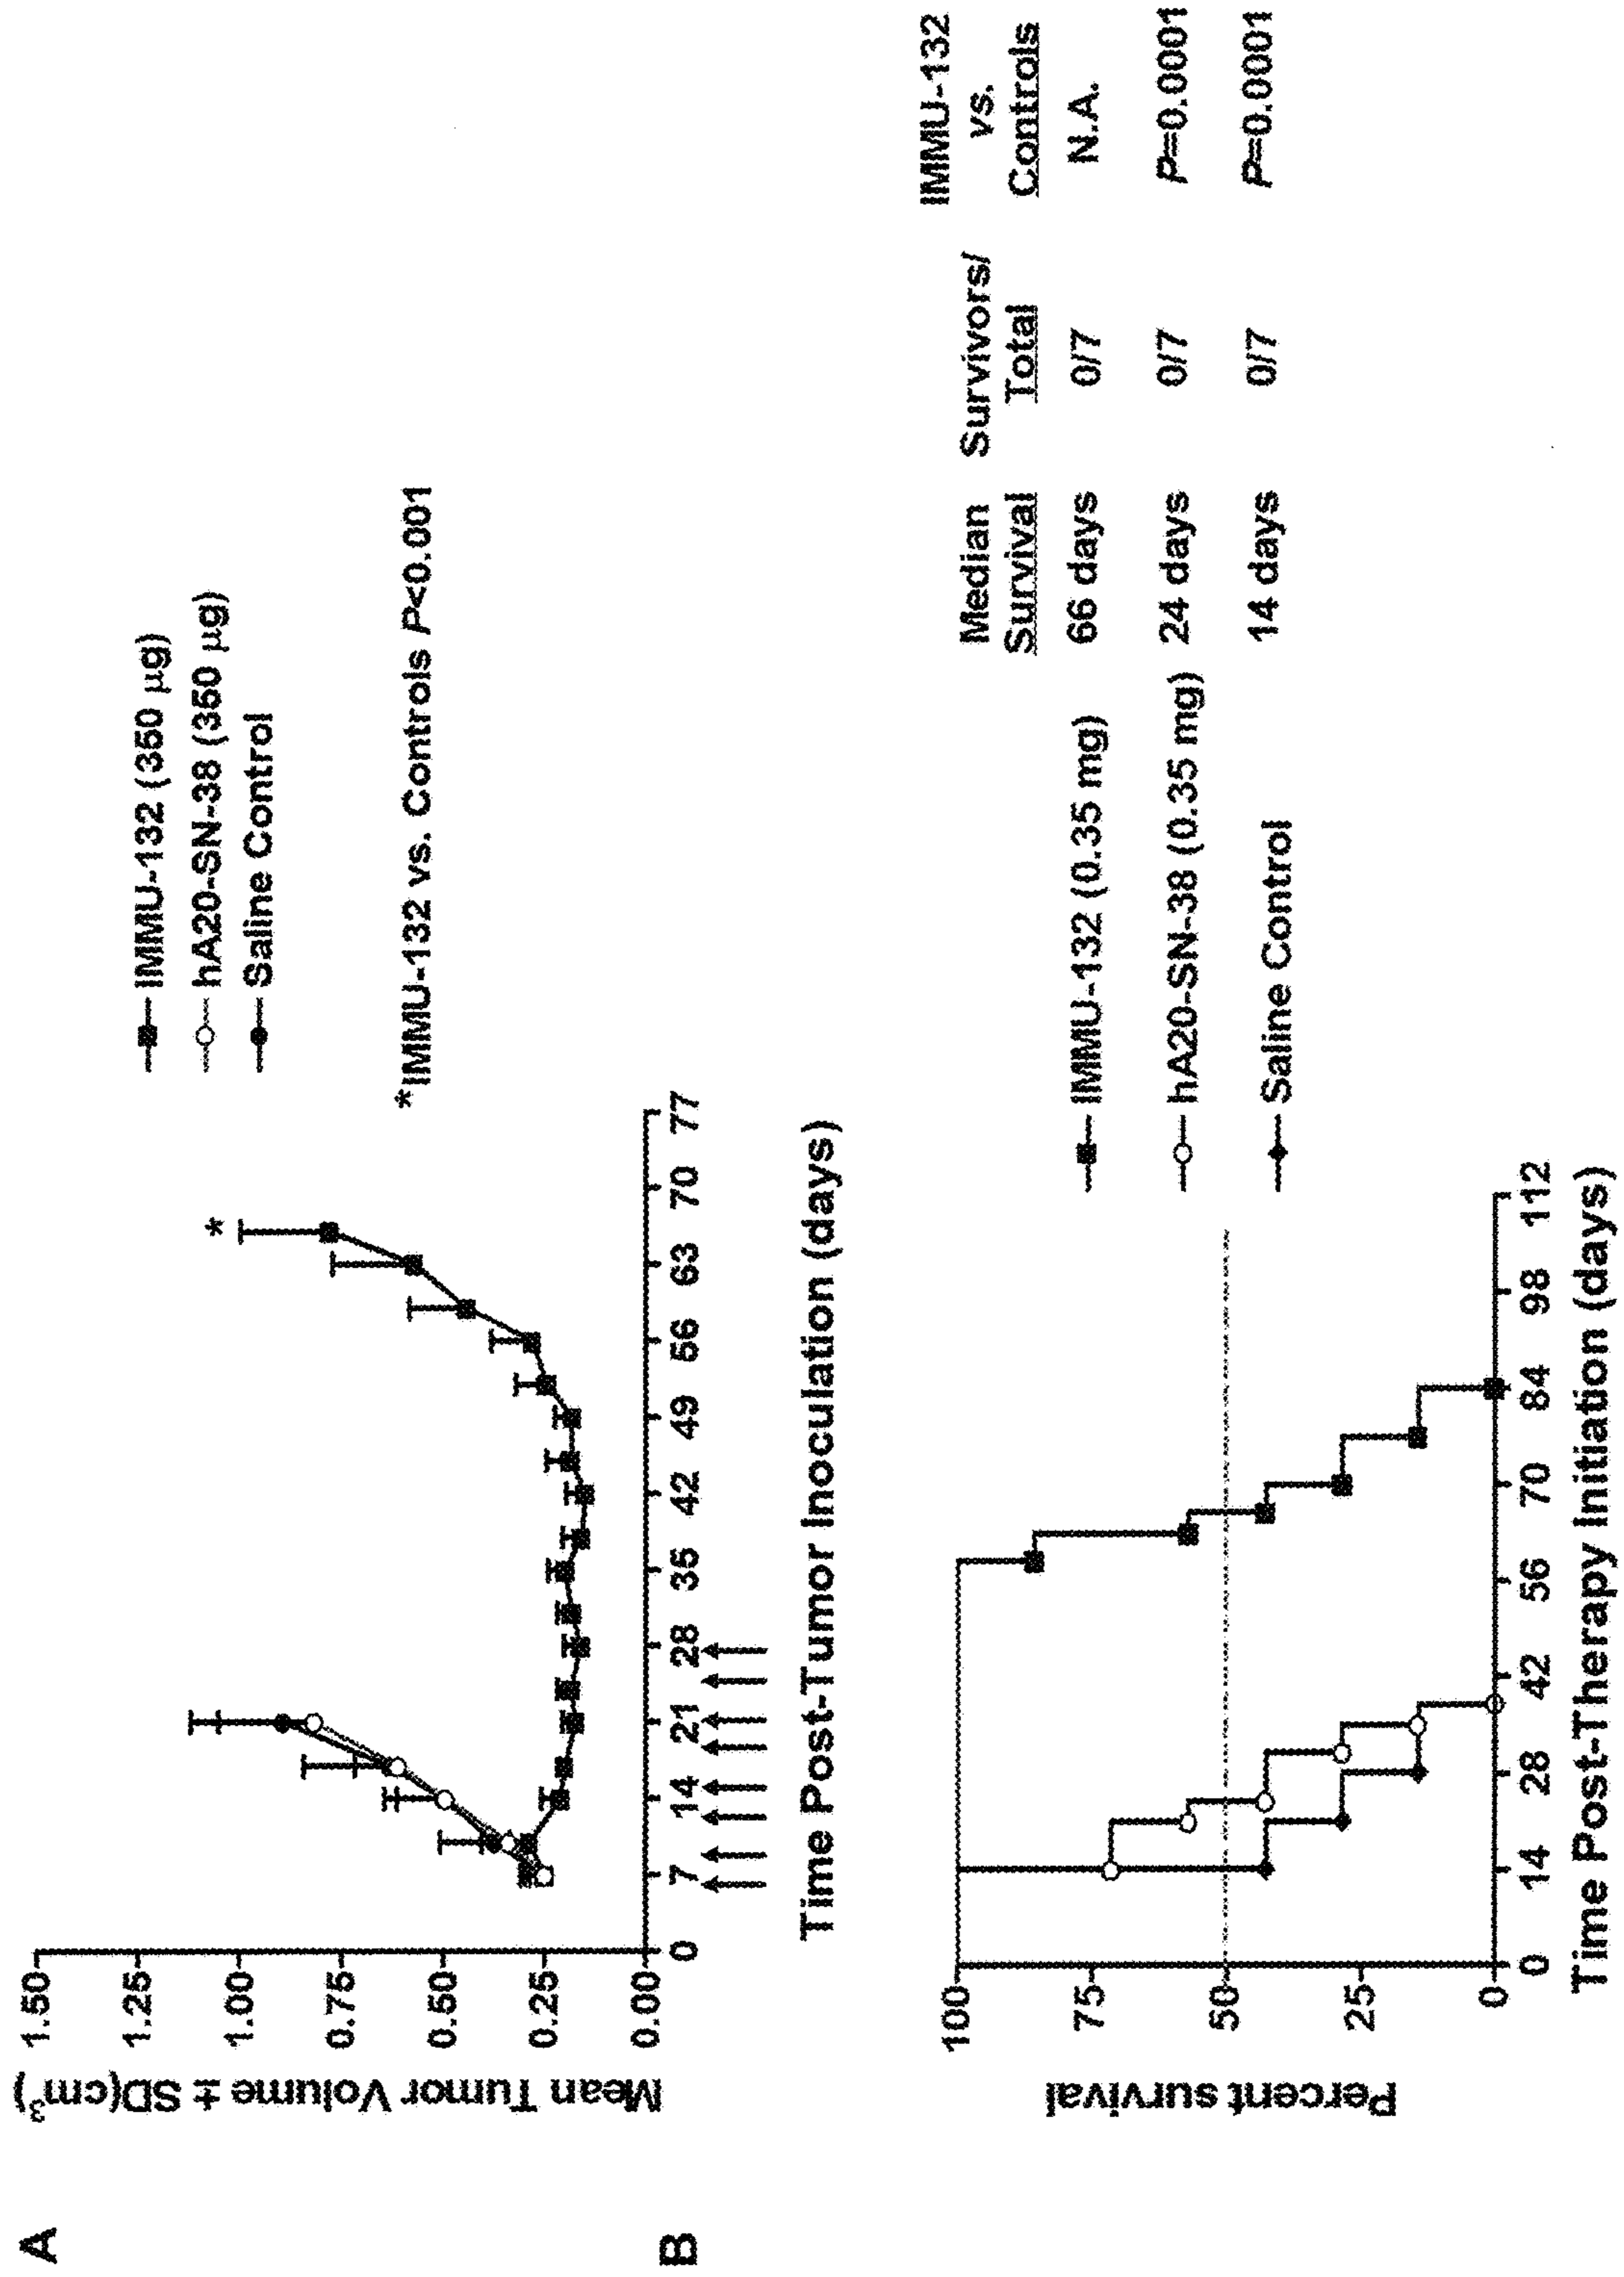 A
Mean Tumor Volume ± SD(cm³)
1.50
1.25
1.00
0.75
0.50
0.25
0.00
0 7 14 21 28 35 42 49 56 63 70 77
Time Post-Tumor Inoculation (days)
IMMU-132 (350 µg)
hA20-SN-38 (350 µg)
Saline Control
*
*IMMU-132 vs. Controls P<0.001
B
Percent survival
100
75
50
25
0
0 14 28 42 56 70 84 98 112
Time Post-Therapy Initiation (days)
IMMU-132
Median Survivors/ vs.
Survival Total Controls
IMMU-132 (0.35 mg) 66 days 0/7 N.A.
hA20-SN-38 (0.35 mg) 24 days 0/7 P=0.0001
Saline Control 14 days 0/7 P=0.0001